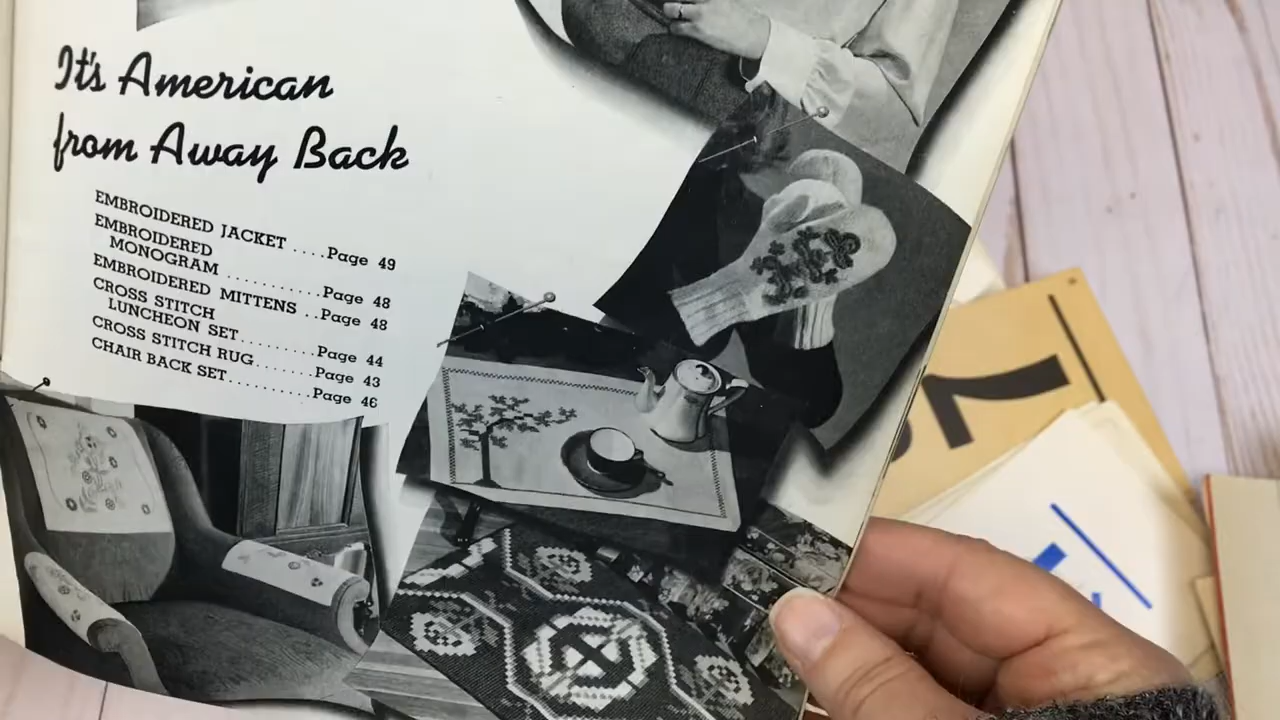 It's American
from Away Back
EMBROIDERED JACKET ....Page 49
EMBROIDERED
MONOGRAM ..........Page 48
EMBROIDERED MITTENS ..Page 48
CROSS STITCH
LUNCHEON SET..........Page 44
CROSS STITCH RUG.......Page 43
CHAIR BACK SET..........Page 46
7